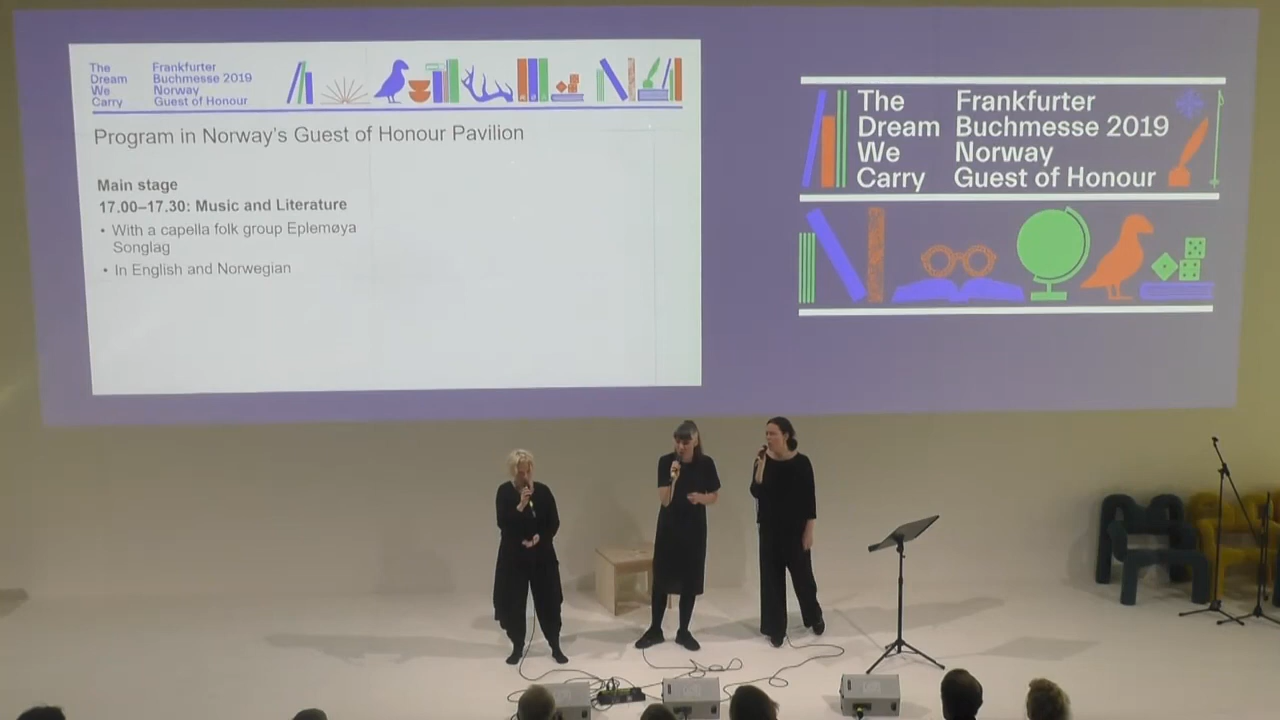 The
Dream
We
Carry
Frankfurter
Buchmesse 2019
Norway
Guest of Honour
Program in Norway's Guest of Honour Pavilion
Main stage
17.00–17.30: Music and Literature
• With a capella folk group Eplemøya
Songlag
• In English and Norwegian
The
Dream
We
Carry
Frankfurter
Buchmesse 2019
Norway
Guest of Honour